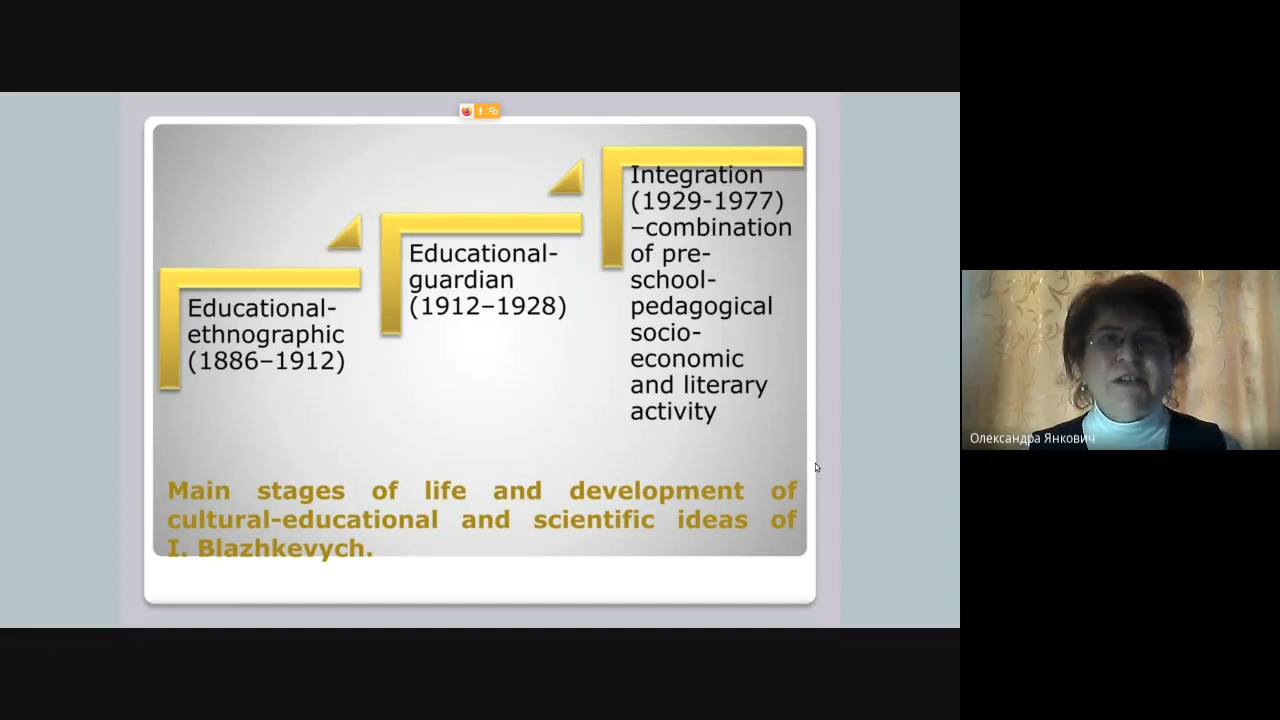 Educational-
ethnographic
(1886–1912)
Educational-
guardian
(1912–1928)
Integration
(1929-1977)
–combination
of pre-
school-
pedagogical
socio-
economic
and literary
activity
Main stages of life and development of
cultural-educational and scientific ideas of
I. Blazhkevych.
Олександра Янкович